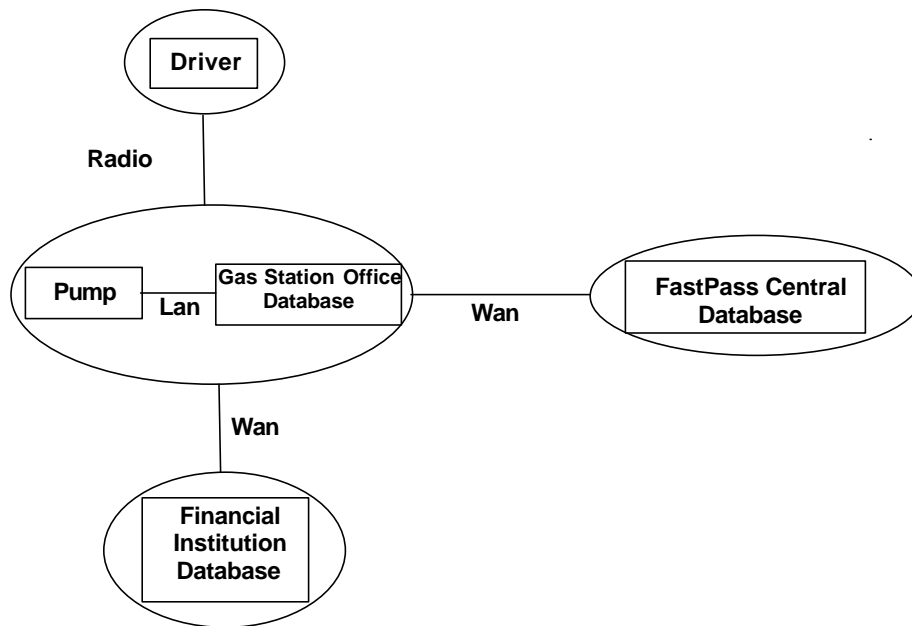 Driver
Radio
Pump
Lan
Gas Station Office
Database
Wan
FastPass Central
Database
Wan
Financial
Institution
Database